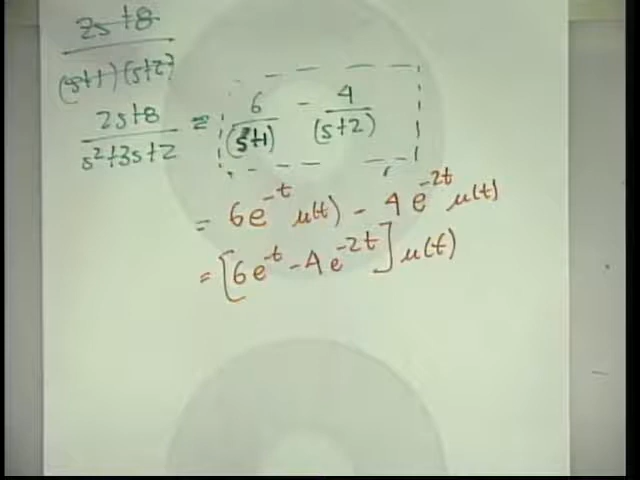 2s+8
(s+1)(s+2)
2s+8 / s²+3s+2 = 6/(s+1) - 4/(s+2)
= 6e^-t u(t) - 4e^-2t u(t)
= [6e^-t - 4e^-2t] u(t)